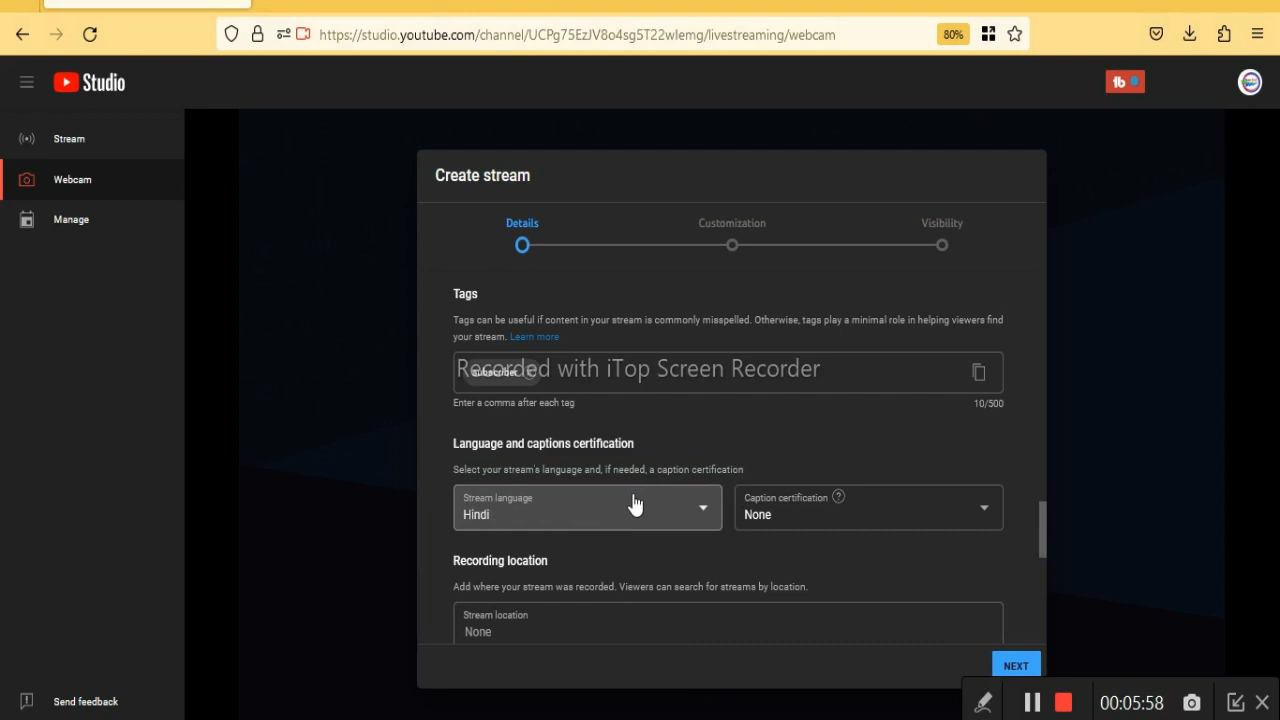 https://studio.youtube.com/channel/UCPg75EzJV8o4sg5T22wIemg/livestreaming/webcam
80%
Studio
Stream
Webcam
Manage
Create stream
Details
Customization
Visibility
Tags
Tags can be useful if content in your stream is commonly misspelled. Otherwise, tags play a minimal role in helping viewers find
your stream. Learn more
subscriber
Recorded with iTop Screen Recorder
Enter a comma after each tag
10/500
Language and captions certification
Select your stream's language and, if needed, a caption certification
Stream language
Hindi
Caption certification ?
None
Recording location
Add where your stream was recorded. Viewers can search for streams by location.
Stream location
None
NEXT
Send feedback
00:05:58